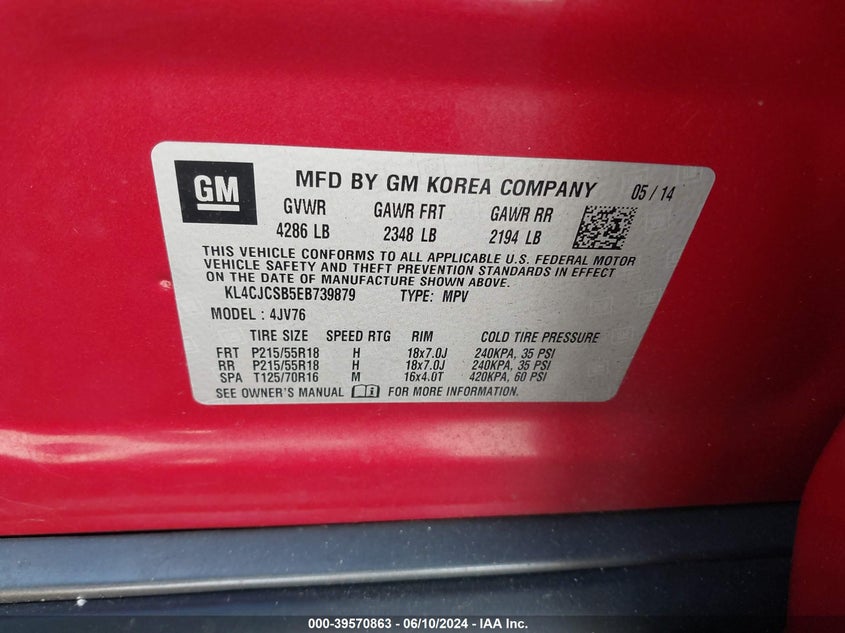 GM
MFD BY GM KOREA COMPANY 05 / 14
GVWR GAWR FRT GAWR RR
4286 LB 2348 LB 2194 LB
THIS VEHICLE CONFORMS TO ALL APPLICABLE U.S. FEDERAL MOTOR
VEHICLE SAFETY AND THEFT PREVENTION STANDARDS IN EFFECT
ON THE DATE OF MANUFACTURE SHOWN ABOVE.
KL4CJCSB5EB739879 TYPE: MPV
MODEL : 4JV76
TIRE SIZE SPEED RTG RIM COLD TIRE PRESSURE
FRT P215/55R18 H 18x7.0J 240KPA, 35 PSI
RR P215/55R18 H 18x7.0J 240KPA, 35 PSI
SPA T125/70R16 M 16x4.0T 420KPA, 60 PSI
SEE OWNER'S MANUAL FOR MORE INFORMATION.
000-39570863 - 06/10/2024 - IAA Inc.